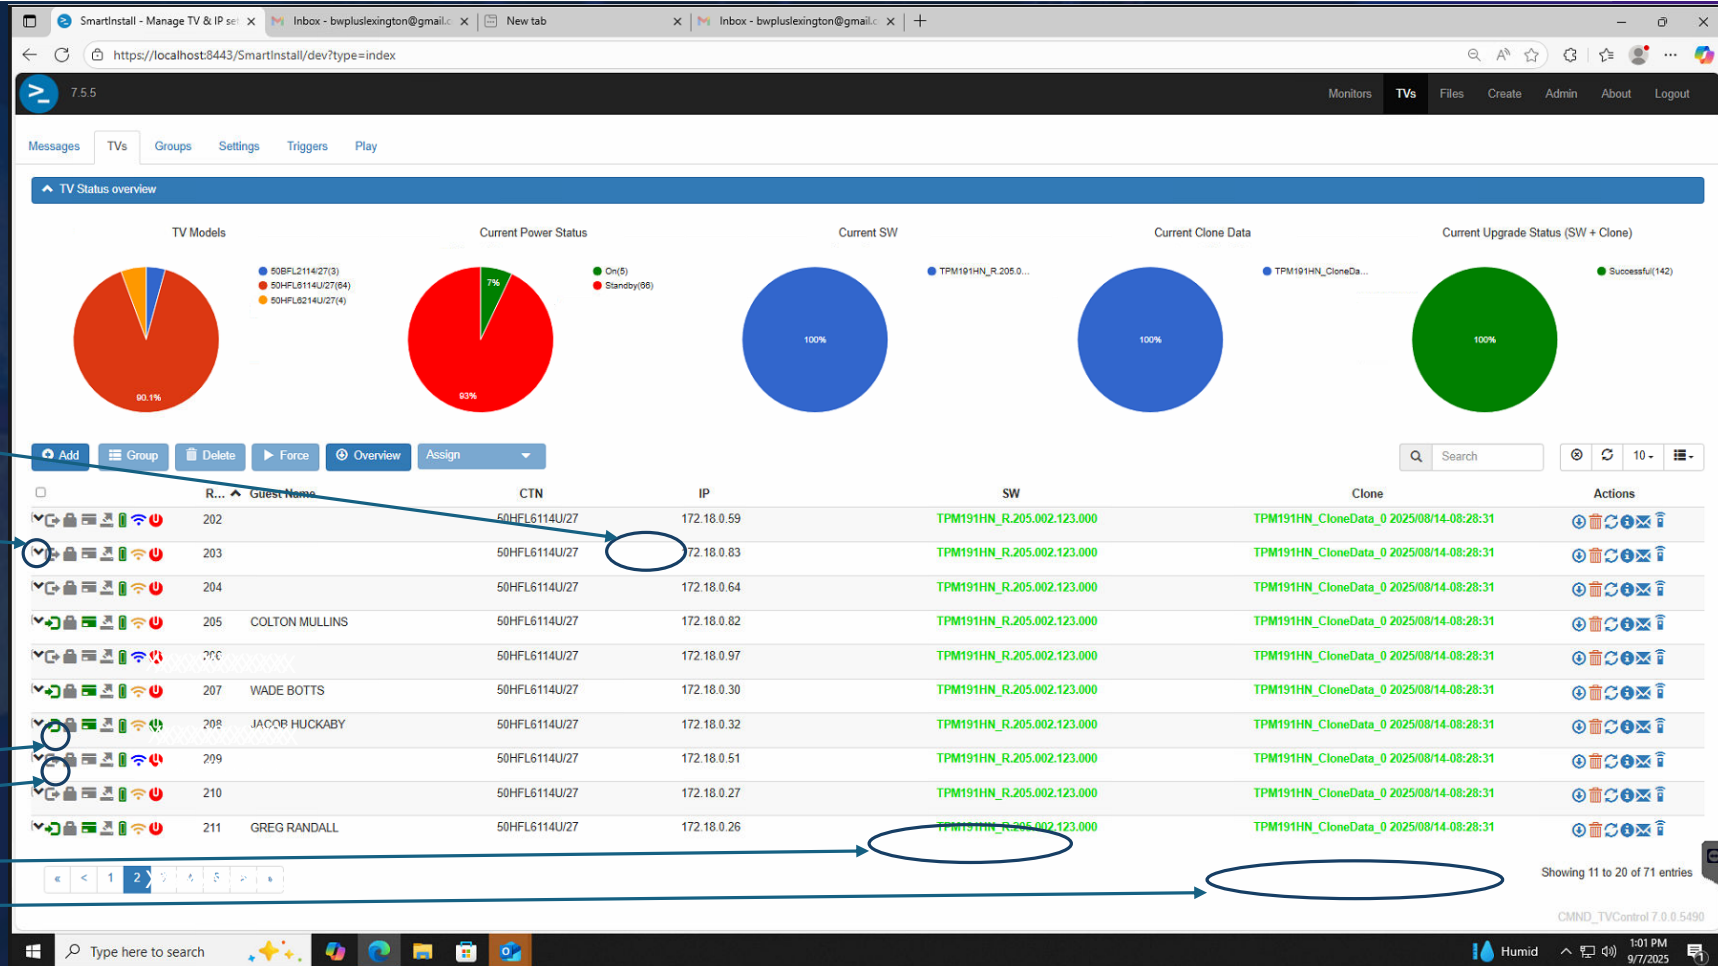 SmartInstall - Manage TV & IP se
Inbox - bwpluslexington@gmail.c
New tab
Inbox - bwpluslexington@gmail.c
https://localhost:8443/SmartInstall/dev?type=index
7.5.5
Monitors TVs Files Create Admin About Logout
Messages TVs Groups Settings Triggers Play
TV Status overview
TV Models
50BFL2114/27(3)
50HFL6114U/27(64)
50HFL6214U/27(4)
90.1%
Current Power Status
On(5)
Standby(66)
7%
93%
Current SW
TPM191HN_R.205.0...
100%
Current Clone Data
TPM191HN_CloneDa...
100%
Current Upgrade Status (SW + Clone)
Successful(142)
100%
Add Group Delete Force Overview Assign Search 10
R... Guest Name CTN IP SW Clone Actions
202 50HFL6114U/27 172.18.0.59 TPM191HN_R.205.002.123.000 TPM191HN_CloneData_0 2025/08/14-08:28:31
203 50HFL6114U/27 172.18.0.83 TPM191HN_R.205.002.123.000 TPM191HN_CloneData_0 2025/08/14-08:28:31
204 50HFL6114U/27 172.18.0.64 TPM191HN_R.205.002.123.000 TPM191HN_CloneData_0 2025/08/14-08:28:31
205 COLTON MULLINS 50HFL6114U/27 172.18.0.82 TPM191HN_R.205.002.123.000 TPM191HN_CloneData_0 2025/08/14-08:28:31
206 50HFL6114U/27 172.18.0.97 TPM191HN_R.205.002.123.000 TPM191HN_CloneData_0 2025/08/14-08:28:31
207 WADE BOTTS 50HFL6114U/27 172.18.0.30 TPM191HN_R.205.002.123.000 TPM191HN_CloneData_0 2025/08/14-08:28:31
208 JACOB HUCKABY 50HFL6114U/27 172.18.0.32 TPM191HN_R.205.002.123.000 TPM191HN_CloneData_0 2025/08/14-08:28:31
209 50HFL6114U/27 172.18.0.51 TPM191HN_R.205.002.123.000 TPM191HN_CloneData_0 2025/08/14-08:28:31
210 50HFL6114U/27 172.18.0.27 TPM191HN_R.205.002.123.000 TPM191HN_CloneData_0 2025/08/14-08:28:31
211 GREG RANDALL 50HFL6114U/27 172.18.0.26 TPM191HN_R.205.002.123.000 TPM191HN_CloneData_0 2025/08/14-08:28:31
« < 1 2
Showing 11 to 20 of 71 entries
CMND_TVControl 7.0.0.5490
Type here to search
Humid
1:01 PM
9/7/2025